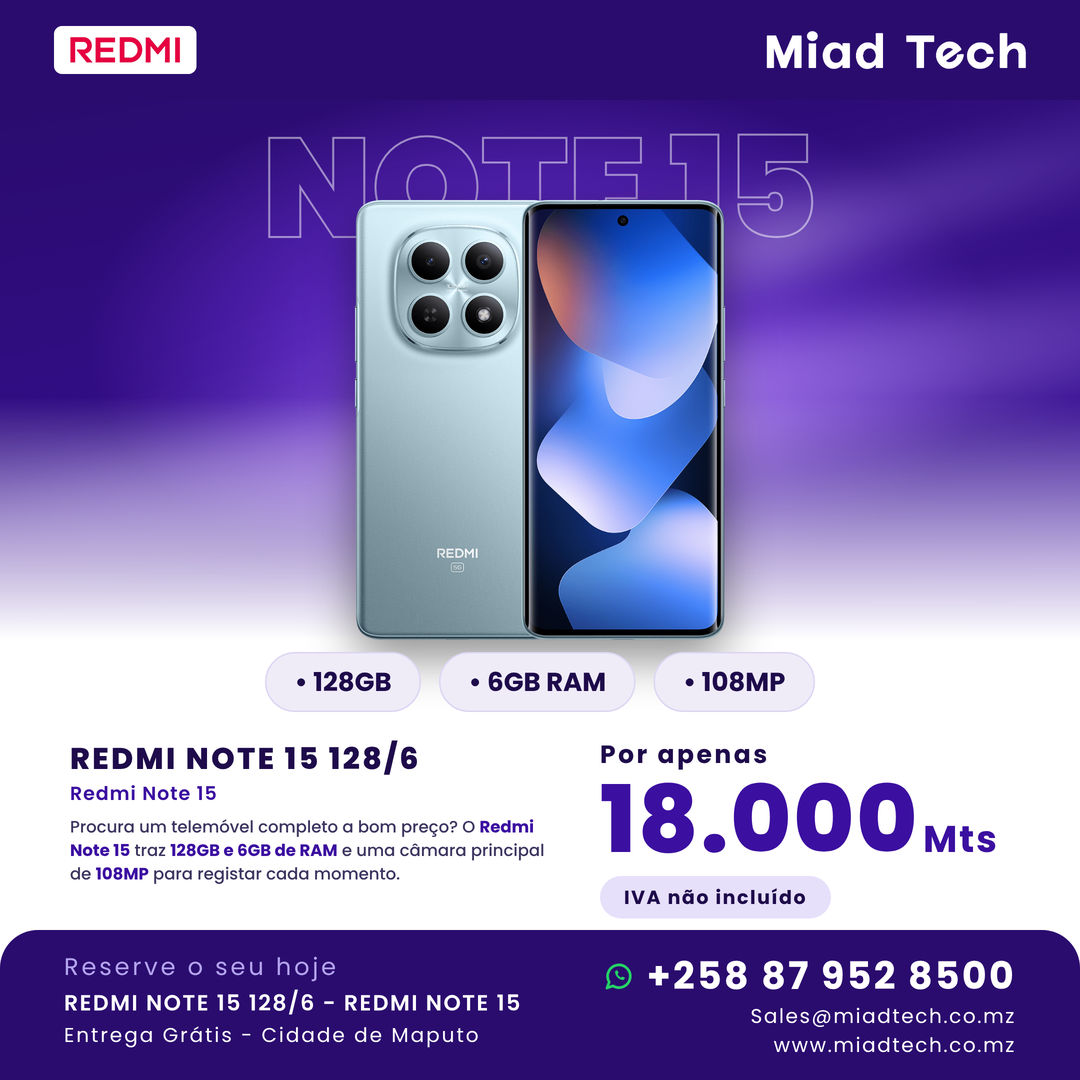 REDMI
Miad Tech
NOTE 15
REDMI
5G
• 128GB
• 6GB RAM
• 108MP
REDMI NOTE 15 128/6
Redmi Note 15
Procura um telemóvel completo a bom preço? O Redmi
Note 15 traz 128GB e 6GB de RAM e uma câmara principal
de 108MP para registar cada momento.
Por apenas
18.000 Mts
IVA não incluído
Reserve o seu hoje
REDMI NOTE 15 128/6 - REDMI NOTE 15
Entrega Grátis - Cidade de Maputo
+258 87 952 8500
Sales@miadtech.co.mz
www.miadtech.co.mz